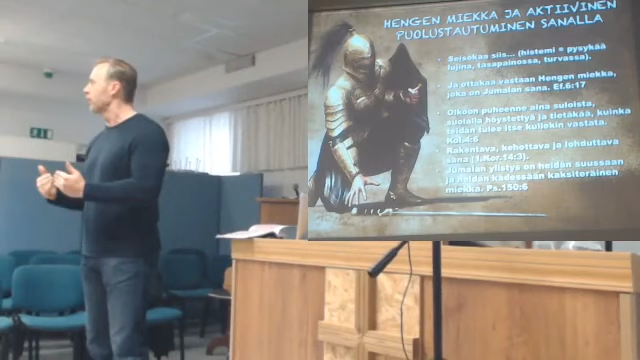 HENGEN MIEKKA JA AKTIIVINEN
PUOLUSTAUTUMINEN SANALLA
Seisokaa siis... (histemi = pysykää
lujina, tasapainossa, turvassa).
Ja ottakaa vastaan Hengen miekka,
joka on Jumalan sana. Ef.6:17
Olkoon puheenne aina suloista,
suolalla höystettyä ja tietäkää, kuinka
teidän tulee itse kullekin vastata.
Kol.4:6
Rakentava, kehottava ja lohduttava
sana (1.Kor.14:3).
Jumalan ylistys on heidän suussaan
ja heidän kädessään kaksiteräinen
miekka. Ps.150:6